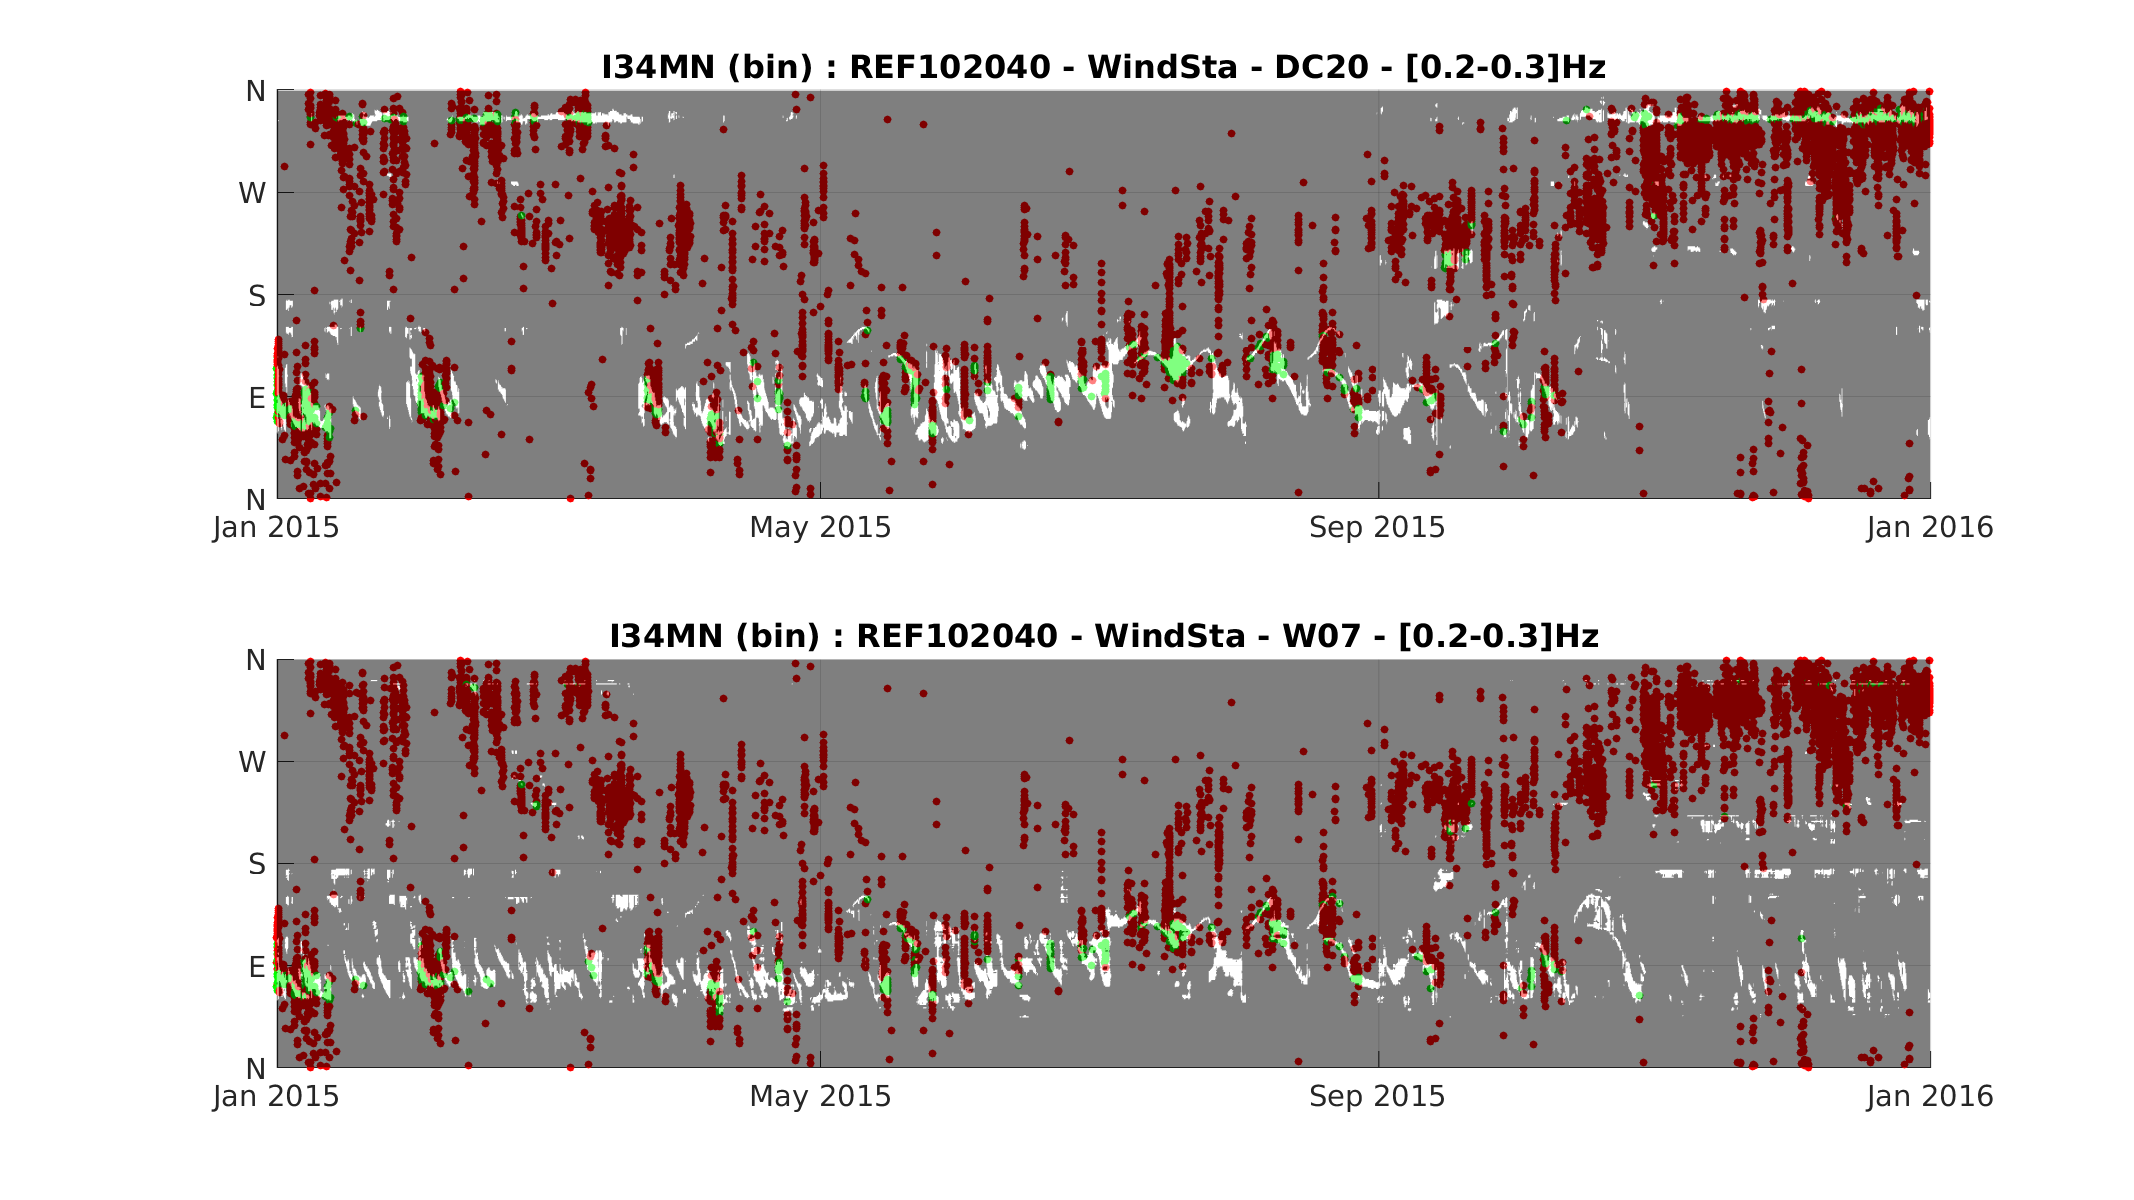 I34MN (bin) : REF102040 - WindSta - DC20 - [0.2-0.3]Hz
N
W
S
E
N
Jan 2015 May 2015 Sep 2015 Jan 2016
I34MN (bin) : REF102040 - WindSta - W07 - [0.2-0.3]Hz
N
W
S
E
N
Jan 2015 May 2015 Sep 2015 Jan 2016